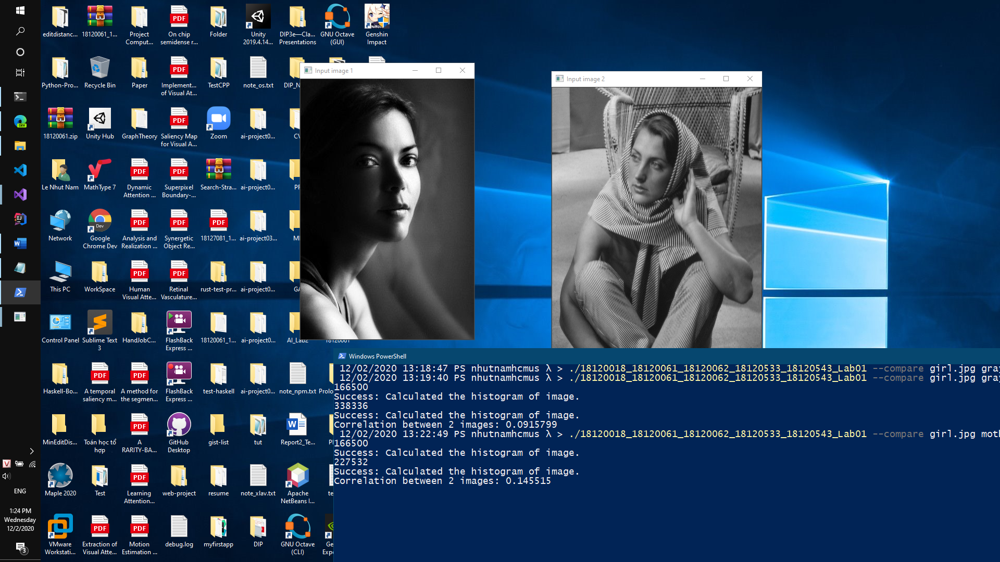 editdistanc...
18120061_1...
Project
Comput...
On chip
semidense r...
Folder
Unity
2019.4.14...
DIP3e—Cla...
Presentations
GNU Octave
(GUI)
Genshin
Impact
Python-Pro...
Recycle Bin
Paper
Implement...
of Visual At...
TestCPP
note_os.txt
18120061.zip
Unity Hub
GraphTheory
Saliency Map
for Visual A...
Zoom
ai-project0...
Le Nhut Nam
MathType 7
Dynamic
Attention ...
Superpixel
Boundary-...
Search-Stra...
ai-project0...
Network
Google
Chrome Dev
Analysis and
Realization ...
Synergetic
Object Re...
18127081_1...
ai-project03...
This PC
WorkSpace
Human
Visual Atte...
Retinal
Vasculature...
rust-test-pr...
ai-project0...
Control Panel
Sublime Text
3
HandJobC...
FlashBack
Express ...
18120061_1...
ai-project0...
AI_Lab2
18120061
Haskell-Bo...
A temporal
saliency m...
A method for
the segmen...
FlashBack
Express ...
test-haskell
ai-project0...
note_npm.txt
MinEditDis...
Toán học tổ
hợp
A
RARITY-BA...
GitHub
Desktop
gist-list
tut
Report2_Te...
Maple 2020
Test
Learning
Attention...
web-project
resume
note_xlav.txt
Apache
NetBeans I...
VMware
Workstati...
Extraction of
Visual Atte...
Motion
Estimation ...
debug.log
myfirstapp
DIP
GNU Octave
(CLI)
ENG
1:24 PM
Wednesday
12/2/2020
3
Input image 1
Input image 2
Windows PowerShell
12/02/2020 13:18:47 PS nhutnamhcmus λ > ./18120018_18120061_18120062_18120533_18120543_Lab01 --compare girl.jpg gray
12/02/2020 13:19:40 PS nhutnamhcmus λ > ./18120018_18120061_18120062_18120533_18120543_Lab01 --compare girl.jpg gray
166500
Success: Calculated the histogram of image.
338336
Success: Calculated the histogram of image.
Correlation between 2 images: 0.0915799
12/02/2020 13:22:49 PS nhutnamhcmus λ > ./18120018_18120061_18120062_18120533_18120543_Lab01 --compare girl.jpg mot
166500
Success: Calculated the histogram of image.
227532
Success: Calculated the histogram of image.
Correlation between 2 images: 0.145515